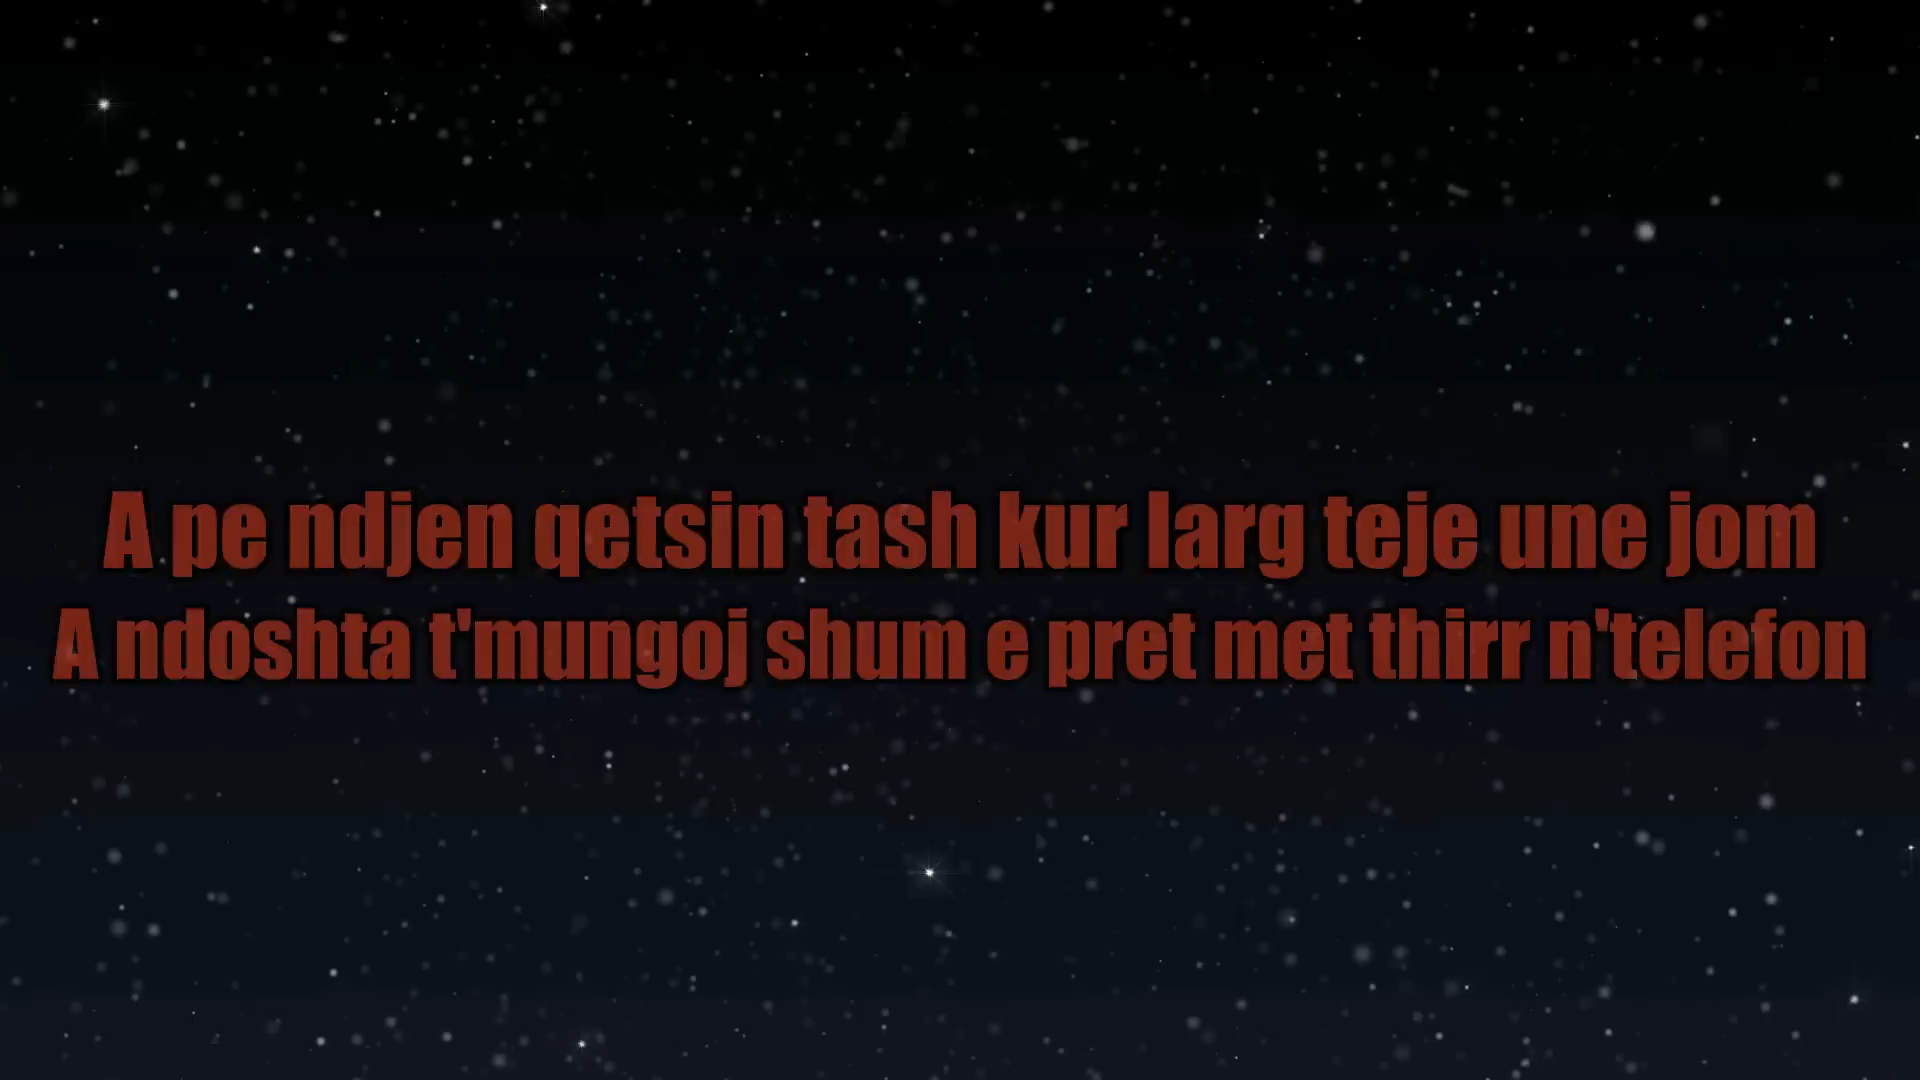 A pe ndjen qetsin tash kur larg teje une jom
A ndoshta t'mungoj shum e pret met thirr n'telefon